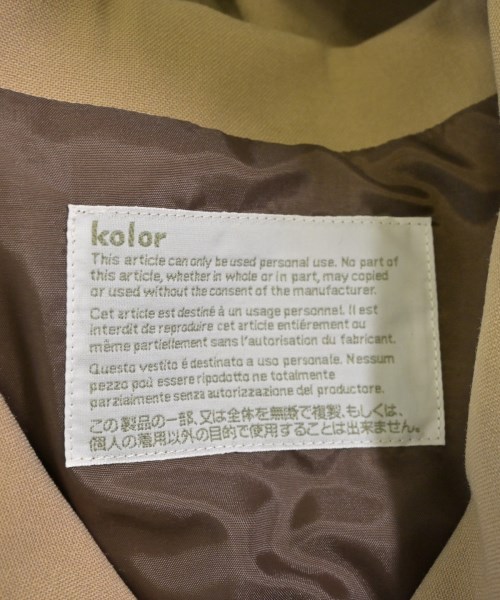 kolor
This article can only be used personal use. No part of
this article, whether in whole or in part, may copied
or used without the consent of the manufacturer.
Cet article est destiné à un usage personnel. Il est
interdit de reproduire cet article entiérement ou
même partiellement sans l'autorisation du fabricant.
Questo vestito é destinato a uso personale. Nessum
pezzo poú essere ripodotto ne totalmente
parzialmente senza autorizzazione del productore.
この製品の一部、又は全体を無断で複製、もしくは、
個人の着用以外の目的で使用することは出来ません。